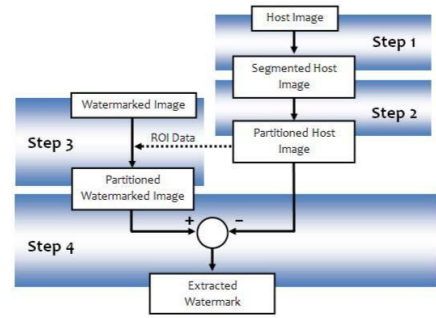 Host Image
Step 1
Segmented Host
Image
Step 2
Watermarked Image
ROI Data
Partitioned Host
Image
Step 3
Partitioned
Watermarked Image
+
−
Step 4
Extracted
Watermark